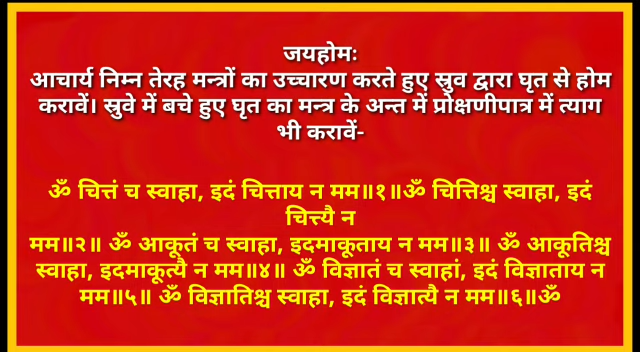 जयहोमः
आचार्य निम्न तेरह मन्त्रों का उच्चारण करते हुए स्रुव द्वारा घृत से होम
करावें। स्रुवे में बचे हुए घृत का मन्त्र के अन्त में प्रोक्षणीपात्र में त्याग
भी करावें-
ॐ चित्तं च स्वाहा, इदं चित्ताय न मम॥१॥ॐ चित्तिश्च स्वाहा, इदं
चित्त्यै न
मम॥२॥ ॐ आकूतं च स्वाहा, इदमाकूताय न मम॥३॥ ॐ आकूतिश्च
स्वाहा, इदमाकूत्यै न मम॥४॥ ॐ विज्ञातं च स्वाहां, इदं विज्ञाताय न
मम॥५॥ ॐ विज्ञातिश्च स्वाहा, इदं विज्ञात्यै न मम॥६॥ॐ